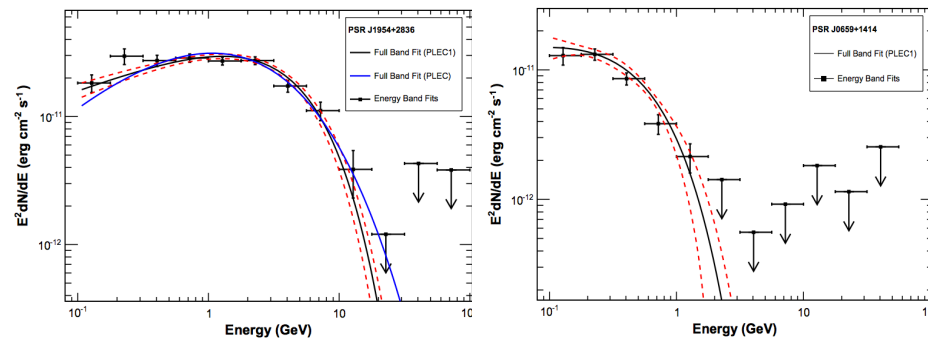 PSR J1954+2836
Full Band Fit (PLEC1)
Full Band Fit (PLEC)
Energy Band Fits
E²dN/dE (erg cm⁻² s⁻¹)
10⁻¹¹
10⁻¹²
10⁻¹
1
10
10²
Energy (GeV)
PSR J0659+1414
Full Band Fit (PLEC1)
Energy Band Fits
E²dN/dE (erg cm⁻² s⁻¹)
10⁻¹¹
10⁻¹²
10⁻¹
1
10
Energy (GeV)